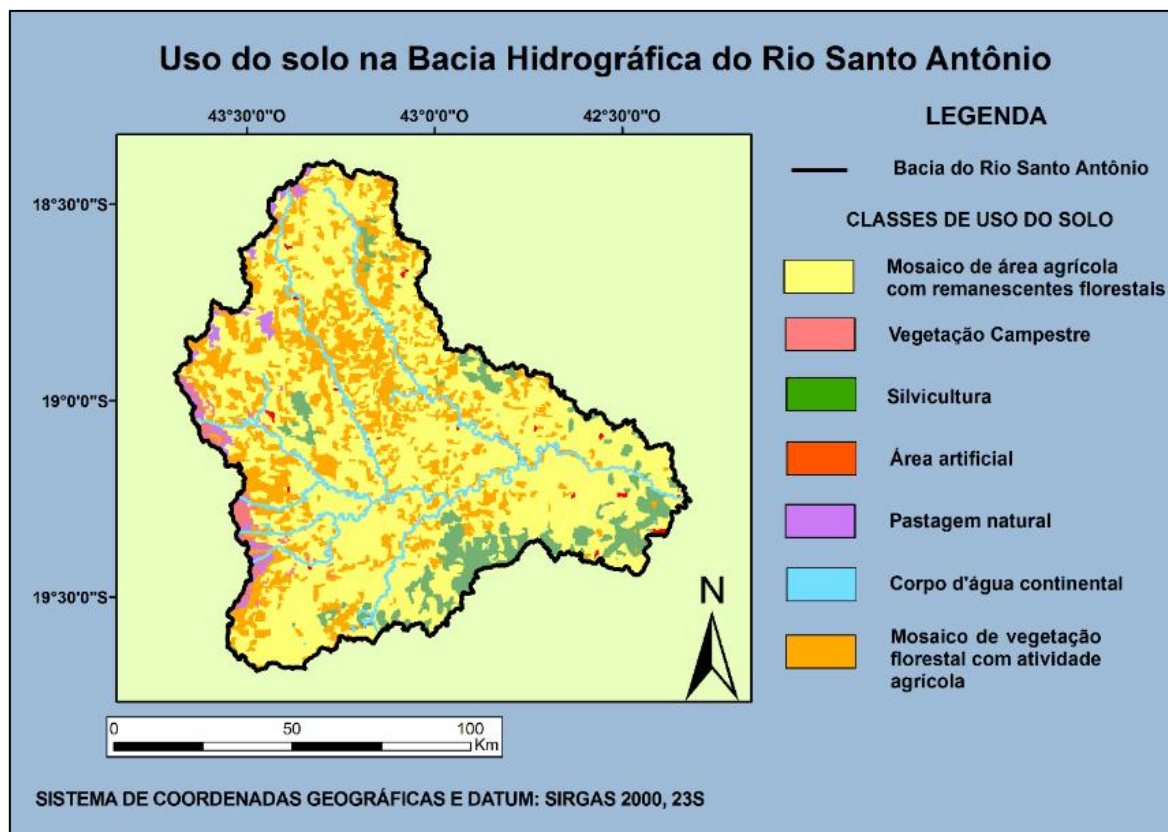 Uso do solo na Bacia Hidrográfica do Rio Santo Antônio
43°30'0"O
43°0'0"O
42°30'0"O
18°30'0"S
19°0'0"S
19°30'0"S
LEGENDA
Bacia do Rio Santo Antônio
CLASSES DE USO DO SOLO
Mosaico de área agrícola
com remanescentes florestais
Vegetação Campestre
Silvicultura
Área artificial
Pastagem natural
Corpo d'água continental
Mosaico de vegetação
florestal com atividade
agrícola
N
0 50 100
Km
SISTEMA DE COORDENADAS GEOGRÁFICAS E DATUM: SIRGAS 2000, 23S